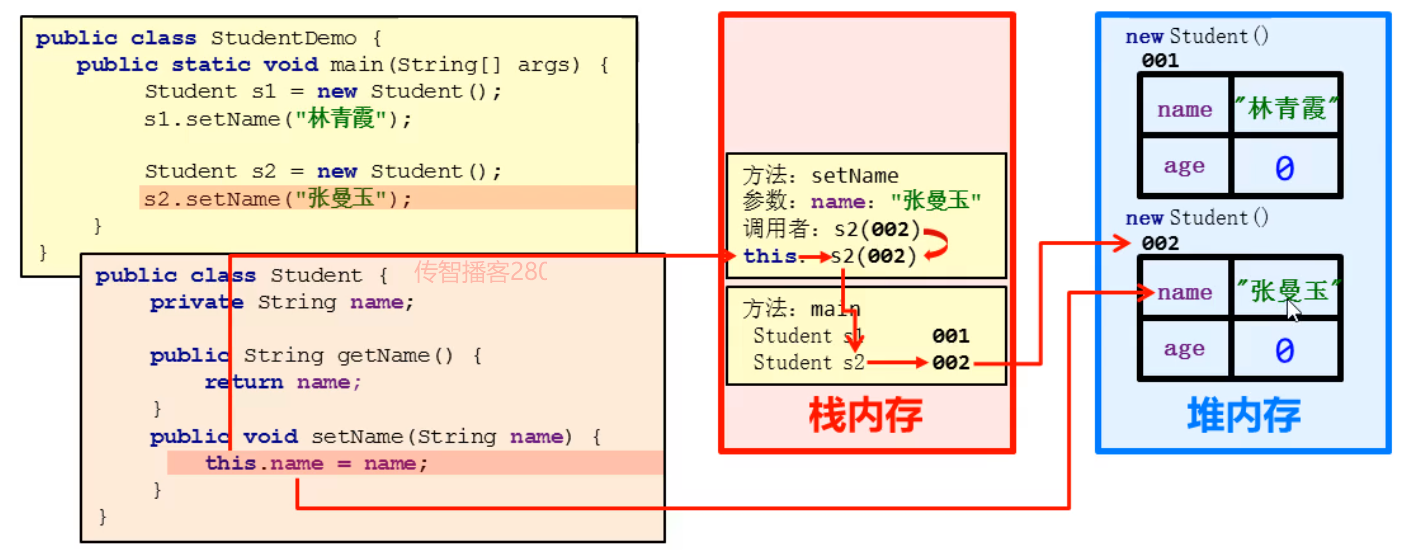 public class StudentDemo {
public static void main(String[] args) {
Student s1 = new Student();
s1.setName("林青霞");
Student s2 = new Student();
s2.setName("张曼玉");
}
}
public class Student {
传智播客280
private String name;
public String getName() {
return name;
}
public void setName(String name) {
this.name = name;
}
}
方法: setName
参数: name: "张曼玉"
调用者: s2(002)
this: s2(002)
方法: main
Student s1 001
Student s2 002
栈内存
new Student()
001
name "林青霞"
age 0
new Student()
002
name "张曼玉"
age 0
堆内存